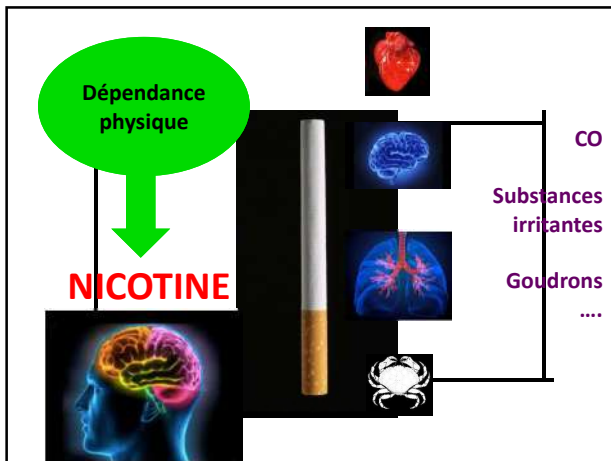 Dépendance
physique
NICOTINE
CO
Substances
irritantes
Goudrons
....